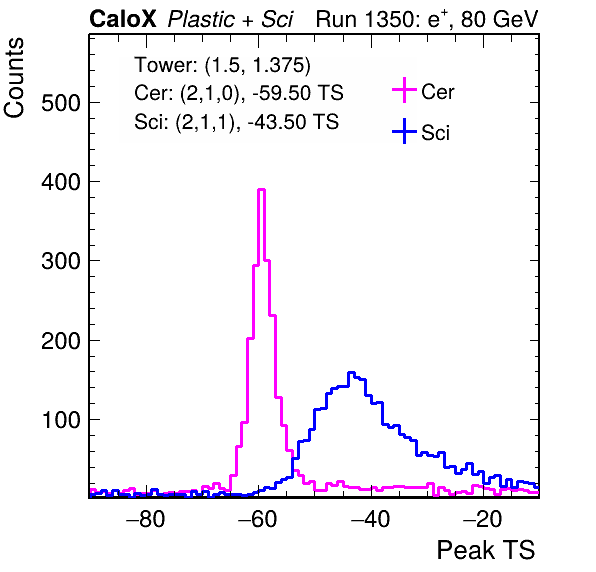 CaloX Plastic + Sci Run 1350: e+, 80 GeV
Tower: (1.5, 1.375)
Cer: (2,1,0), -59.50 TS
Sci: (2,1,1), -43.50 TS
Cer
Sci
Counts
500
400
300
200
100
−80 −60 −40 −20
Peak TS